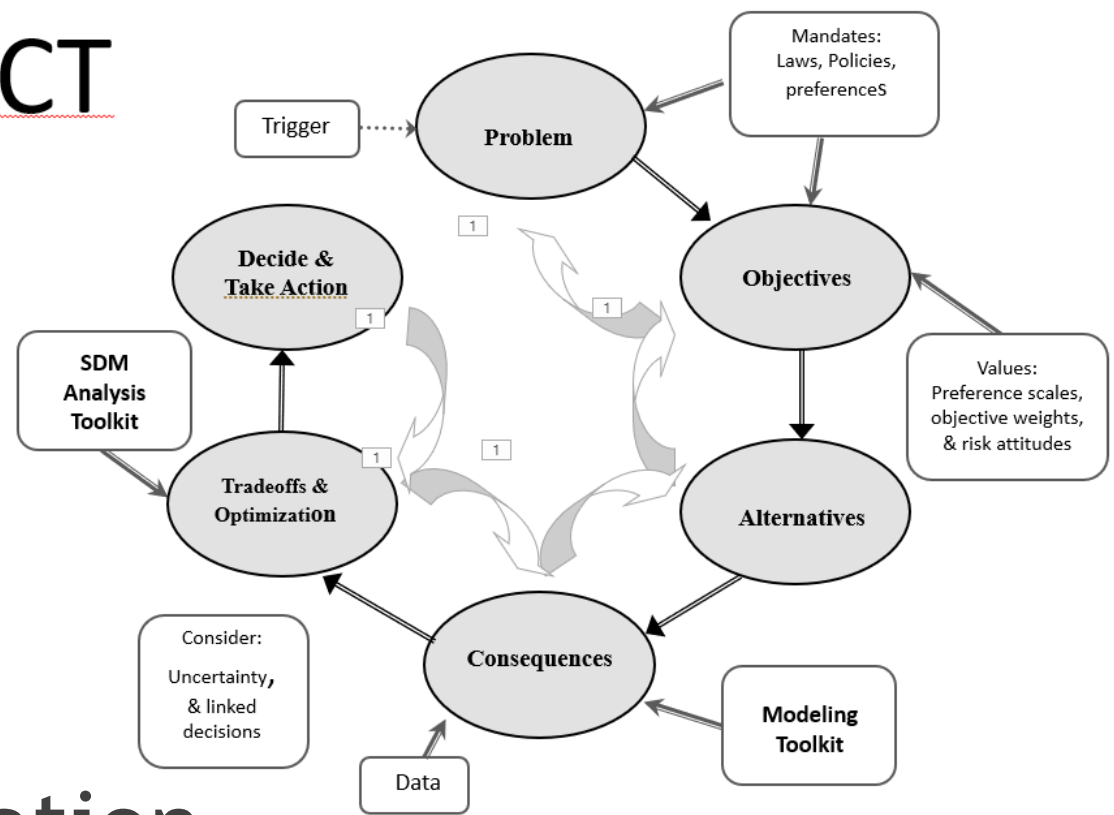 CT
Mandates:
Laws, Policies,
preferences
Trigger
Problem
1
Decide &
Take Action
1
1
Objectives
SDM
Analysis
Toolkit
Values:
Preference scales,
objective weights,
& risk attitudes
1
1
Tradeoffs &
Optimization
Alternatives
Consider:
Uncertainty,
& linked
decisions
Consequences
Modeling
Toolkit
Data